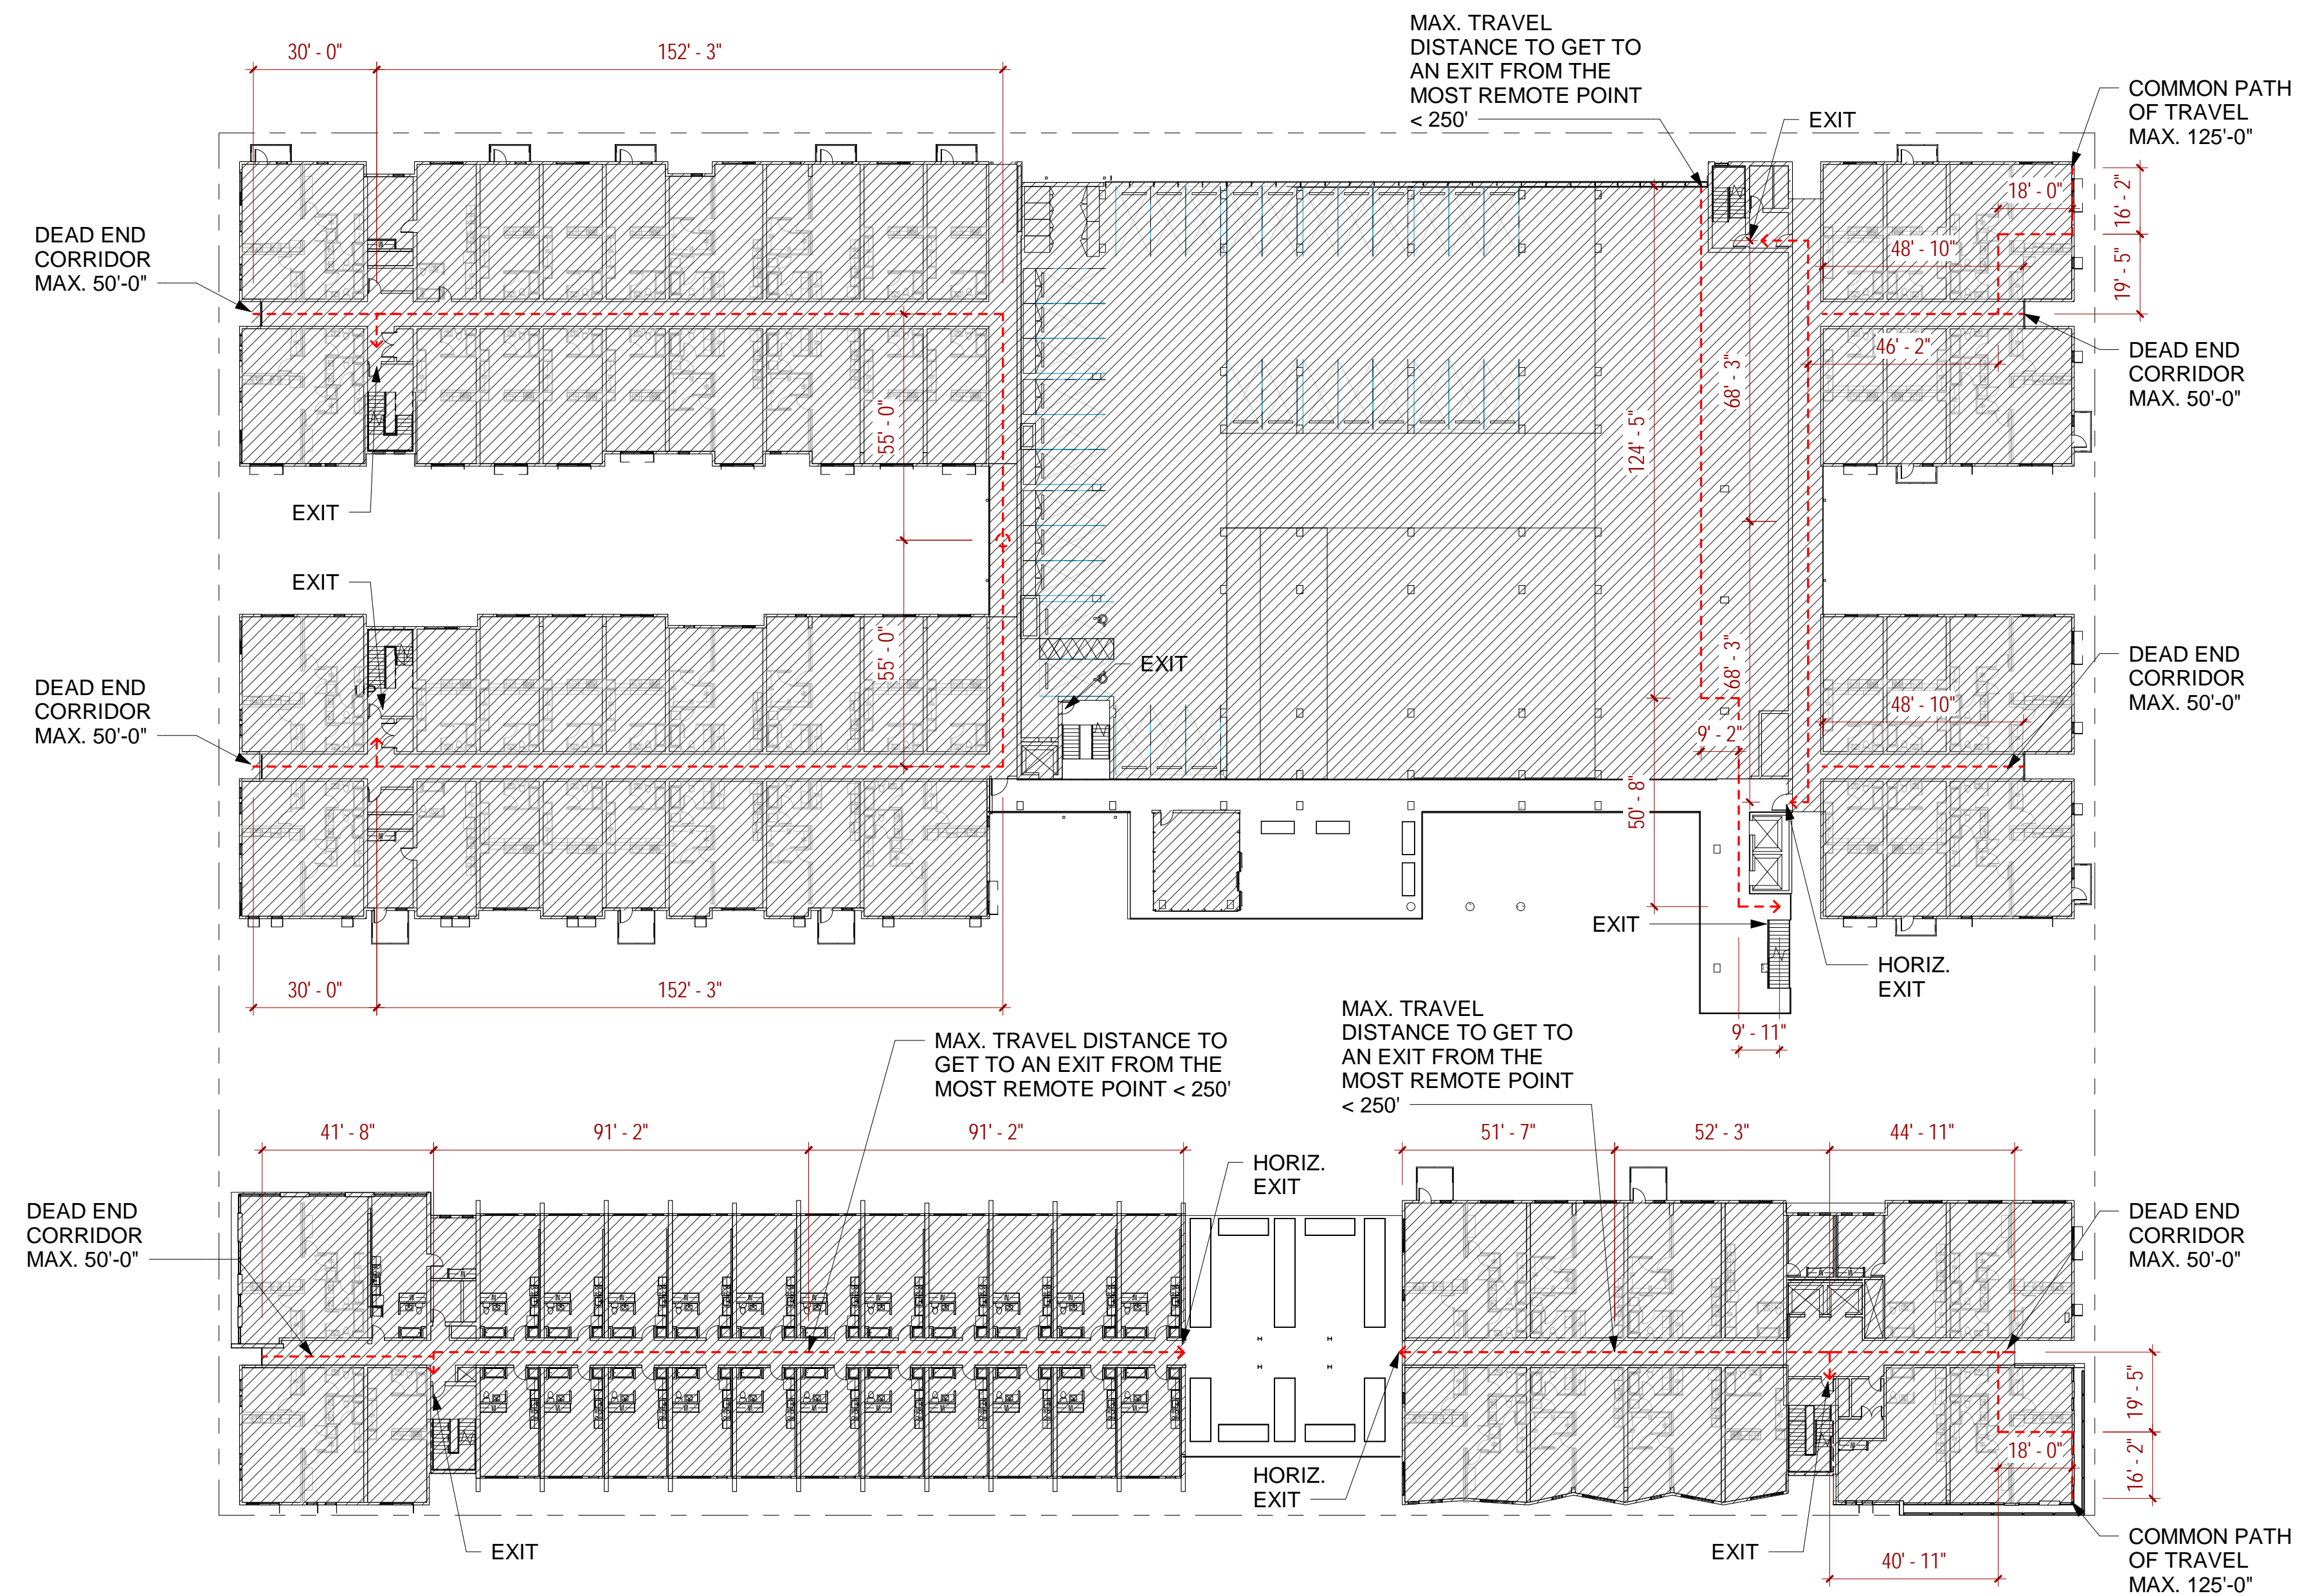 MAX. TRAVEL
DISTANCE TO GET TO
AN EXIT FROM THE
MOST REMOTE POINT
< 250'
30' - 0"
152' - 3"
EXIT
COMMON PATH
OF TRAVEL
MAX. 125'-0"
18' - 0"
16' - 2"
19' - 5"
48' - 10"
46' - 2"
DEAD END
CORRIDOR
MAX. 50'-0"
DEAD END
CORRIDOR
MAX. 50'-0"
55' - 0"
124' - 5"
68' - 3"
EXIT
EXIT
55' - 0"
EXIT
68' - 3"
9' - 2"
50' - 8"
48' - 10"
DEAD END
CORRIDOR
MAX. 50'-0"
DEAD END
CORRIDOR
MAX. 50'-0"
EXIT
HORIZ.
EXIT
30' - 0"
152' - 3"
9' - 11"
MAX. TRAVEL DISTANCE TO
GET TO AN EXIT FROM THE
MOST REMOTE POINT < 250'
MAX. TRAVEL
DISTANCE TO GET TO
AN EXIT FROM THE
MOST REMOTE POINT
< 250'
41' - 8"
91' - 2"
91' - 2"
51' - 7"
52' - 3"
44' - 11"
HORIZ.
EXIT
DEAD END
CORRIDOR
MAX. 50'-0"
DEAD END
CORRIDOR
MAX. 50'-0"
19' - 5"
18' - 0"
16' - 2"
HORIZ.
EXIT
EXIT
EXIT
40' - 11"
COMMON PATH
OF TRAVEL
MAX. 125'-0"